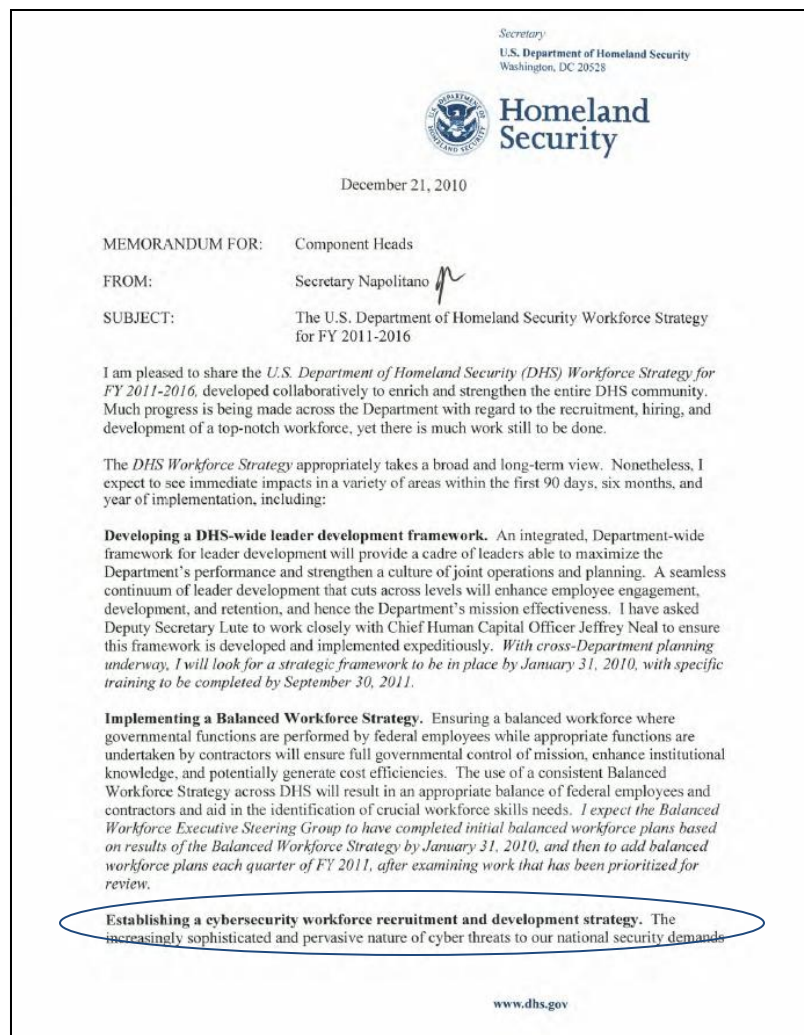 Secretary
U.S. Department of Homeland Security
Washington, DC 20528
Homeland
Security
December 21, 2010
MEMORANDUM FOR: Component Heads
FROM: Secretary Napolitano
SUBJECT: The U.S. Department of Homeland Security Workforce Strategy
for FY 2011-2016
I am pleased to share the U.S. Department of Homeland Security (DHS) Workforce Strategy for
FY 2011-2016, developed collaboratively to enrich and strengthen the entire DHS community.
Much progress is being made across the Department with regard to the recruitment, hiring, and
development of a top-notch workforce, yet there is much work still to be done.
The DHS Workforce Strategy appropriately takes a broad and long-term view. Nonetheless, I
expect to see immediate impacts in a variety of areas within the first 90 days, six months, and
year of implementation, including:
Developing a DHS-wide leader development framework. An integrated, Department-wide
framework for leader development will provide a cadre of leaders able to maximize the
Department's performance and strengthen a culture of joint operations and planning. A seamless
continuum of leader development that cuts across levels will enhance employee engagement,
development, and retention, and hence the Department's mission effectiveness. I have asked
Deputy Secretary Lute to work closely with Chief Human Capital Officer Jeffrey Neal to ensure
this framework is developed and implemented expeditiously. With cross-Department planning
underway, I will look for a strategic framework to be in place by January 31, 2010, with specific
training to be completed by September 30, 2011.
Implementing a Balanced Workforce Strategy. Ensuring a balanced workforce where
governmental functions are performed by federal employees while appropriate functions are
undertaken by contractors will ensure full governmental control of mission, enhance institutional
knowledge, and potentially generate cost efficiencies. The use of a consistent Balanced
Workforce Strategy across DHS will result in an appropriate balance of federal employees and
contractors and aid in the identification of crucial workforce skills needs. I expect the Balanced
Workforce Executive Steering Group to have completed initial balanced workforce plans based
on results of the Balanced Workforce Strategy by January 31, 2010, and then to add balanced
workforce plans each quarter of FY 2011, after examining work that has been prioritized for
review.
Establishing a cybersecurity workforce recruitment and development strategy. The
increasingly sophisticated and pervasive nature of cyber threats to our national security demands
www.dhs.gov